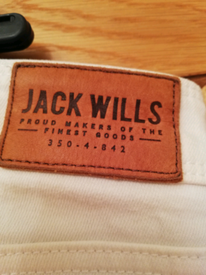 JACK WILLS
PROUD MAKERS OF THE
FINEST GOODS
350-4-842